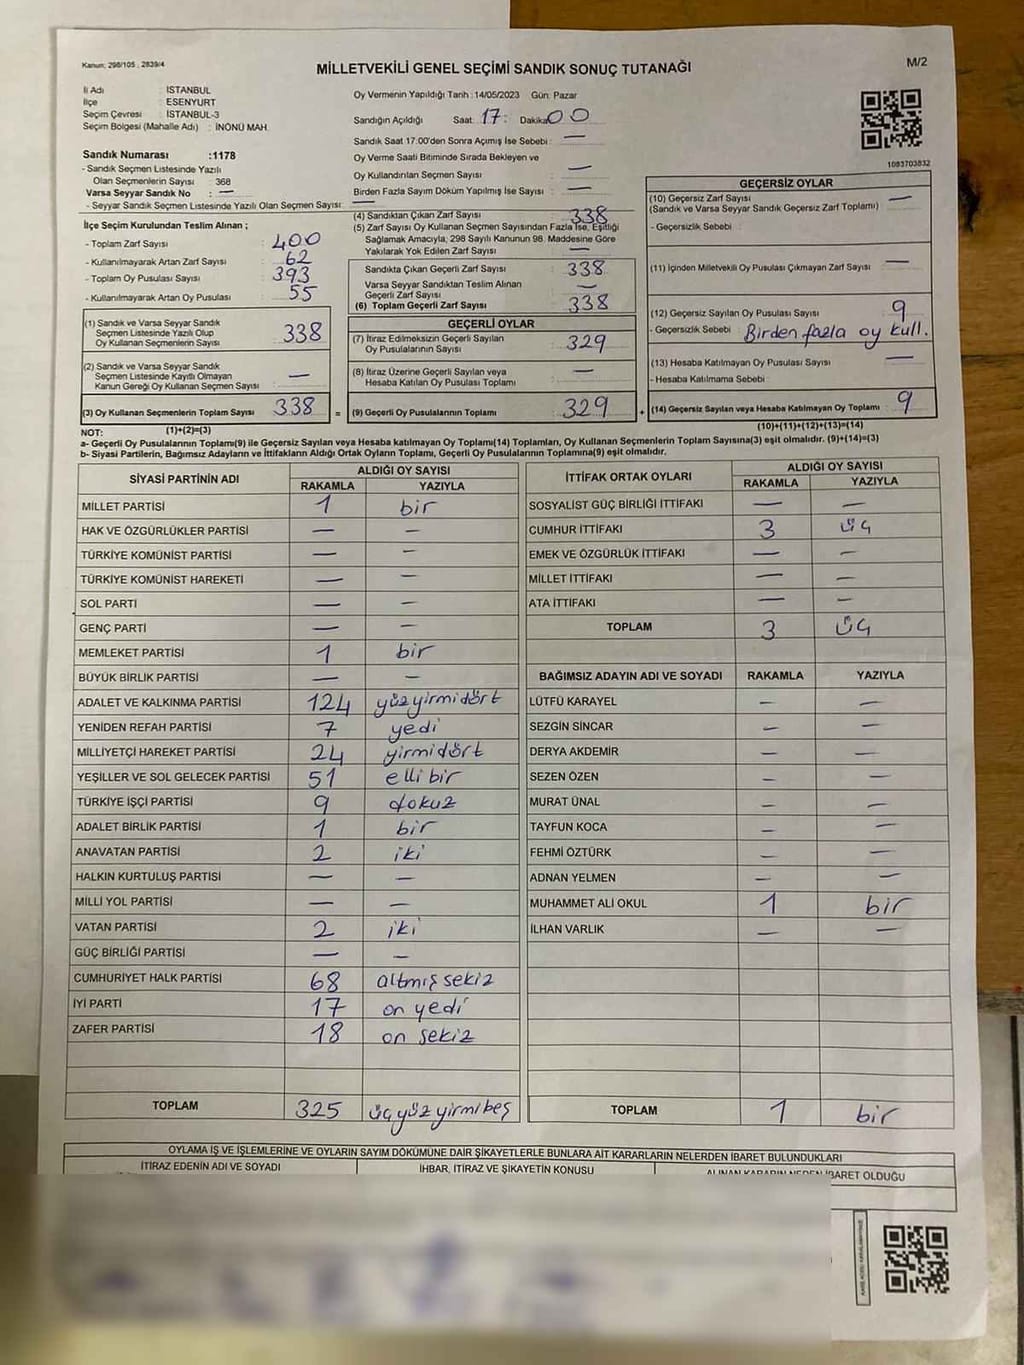 Kanun; 298/105 , 2839/4
MİLLETVEKİLİ GENEL SEÇİMİ SANDIK SONUÇ TUTANAĞI
M/2
İl Adı : İSTANBUL
İlçe : ESENYURT
Seçim Çevresi : İSTANBUL-3
Seçim Bölgesi (Mahalle Adı) : İNÖNÜ MAH.
Sandık Numarası :1178
- Sandık Seçmen Listesinde Yazılı
Olan Seçmenlerin Sayısı : 368
Varsa Seyyar Sandık No : —
- Seyyar Sandık Seçmen Listesinde Yazılı Olan Seçmen Sayısı: —
Oy Vermenin Yapıldığı Tarih : 14/05/2023 Gün: Pazar
Sandığın Açıldığı Saat: 17: Dakika: 00
Sandık Saat 17:00'den Sonra Açımış İse Sebebi : —
Oy Verme Saati Bitiminde Sırada Bekleyen ve
Oy Kullandırılan Seçmen Sayısı : —
Birden Fazla Sayım Döküm Yapılmış İse Sayısı : —
1083703832
İlçe Seçim Kurulundan Teslim Alınan ;
- Toplam Zarf Sayısı : 400
- Kullanılmayarak Artan Zarf Sayısı : 62
- Toplam Oy Pusulası Sayısı : 393
- Kullanılmayarak Artan Oy Pusulası : 55
(1) Sandık ve Varsa Seyyar Sandık
Seçmen Listesinde Yazılı Olup
Oy Kullanan Seçmenlerin Sayısı : 338
(2) Sandık ve Varsa Seyyar Sandık
Seçmen Listesinde Kayıtlı Olmayan
Kanun Gereği Oy Kullanan Seçmen Sayısı : —
(3) Oy Kullanan Seçmenlerin Toplam Sayısı : 338 =
(1)+(2)=(3)
(4) Sandıktan Çıkan Zarf Sayısı : 338
(5) Zarf Sayısı Oy Kullanan Seçmen Sayısından Fazla İse, Eşitliği
Sağlamak Amacıyla; 298 Sayılı Kanunun 98. Maddesine Göre
Yakılarak Yok Edilen Zarf Sayısı : —
Sandıkta Çıkan Geçerli Zarf Sayısı : 338
Varsa Seyyar Sandıktan Teslim Alınan
Geçerli Zarf Sayısı : —
(6) Toplam Geçerli Zarf Sayısı : 338
GEÇERLİ OYLAR
(7) İtiraz Edilmeksizin Geçerli Sayılan
Oy Pusulalarının Sayısı : 329
(8) İtiraz Üzerine Geçerli Sayılan veya
Hesaba Katılan Oy Pusulası Toplamı : —
(9) Geçerli Oy Pusulalarının Toplamı : 329 +
GEÇERSİZ OYLAR
(10) Geçersiz Zarf Sayısı
(Sandık ve Varsa Seyyar Sandık Geçersiz Zarf Toplamı) : —
- Geçersizlik Sebebi :
(11) İçinden Milletvekili Oy Pusulası Çıkmayan Zarf Sayısı : —
(12) Geçersiz Sayılan Oy Pusulası Sayısı : 9
- Geçersizlik Sebebi : Birden fazla oy kull.
(13) Hesaba Katılmayan Oy Pusulası Sayısı : —
- Hesaba Katılmama Sebebi :
(14) Geçersiz Sayılan veya Hesaba Katılmayan Oy Toplamı : 9
(10)+(11)+(12)+(13)=(14)
NOT:
a- Geçerli Oy Pusulalarının Toplamı(9) ile Geçersiz Sayılan veya Hesaba katılmayan Oy Toplamı(14) Toplamları, Oy Kullanan Seçmenlerin Toplam Sayısına(3) eşit olmalıdır. (9)+(14)=(3)
b- Siyasi Partilerin, Bağımsız Adayların ve İttifakların Aldığı Ortak Oyların Toplamı, Geçerli Oy Pusulalarının Toplamına(9) eşit olmalıdır.
SİYASİ PARTİNİN ADI ALDIĞI OY SAYISI
RAKAMLA YAZIYLA
MİLLET PARTİSİ 1 bir
HAK VE ÖZGÜRLÜKLER PARTİSİ — —
TÜRKİYE KOMÜNİST PARTİSİ — —
TÜRKİYE KOMÜNİST HAREKETİ — —
SOL PARTİ — —
GENÇ PARTİ — —
MEMLEKET PARTİSİ 1 bir
BÜYÜK BİRLİK PARTİSİ — —
ADALET VE KALKINMA PARTİSİ 124 yüzyirmidört
YENİDEN REFAH PARTİSİ 7 yedi
MİLLİYETÇİ HAREKET PARTİSİ 24 yirmidört
YEŞİLLER VE SOL GELECEK PARTİSİ 51 elli bir
TÜRKİYE İŞÇİ PARTİSİ 9 dokuz
ADALET BİRLİK PARTİSİ 1 bir
ANAVATAN PARTİSİ 2 iki
HALKIN KURTULUŞ PARTİSİ — —
MİLLİ YOL PARTİSİ — —
VATAN PARTİSİ 2 iki
GÜÇ BİRLİĞİ PARTİSİ — —
CUMHURİYET HALK PARTİSİ 68 altmış sekiz
İYİ PARTİ 17 on yedi
ZAFER PARTİSİ 18 on sekiz
TOPLAM 325 üçyüz yirmibeş
İTTİFAK ORTAK OYLARI ALDIĞI OY SAYISI
RAKAMLA YAZIYLA
SOSYALİST GÜÇ BİRLİĞİ İTTİFAKI — —
CUMHUR İTTİFAKI 3 üç
EMEK VE ÖZGÜRLÜK İTTİFAKI — —
MİLLET İTTİFAKI — —
ATA İTTİFAKI — —
TOPLAM 3 üç
BAĞIMSIZ ADAYIN ADI VE SOYADI RAKAMLA YAZIYLA
LÜTFÜ KARAYEL — —
SEZGİN SİNCAR — —
DERYA AKDEMİR — —
SEZEN ÖZEN — —
MURAT ÜNAL — —
TAYFUN KOCA — —
FEHMİ ÖZTÜRK — —
ADNAN YELMEN — —
MUHAMMET ALİ OKUL 1 bir
İLHAN VARLIK — —
TOPLAM 1 bir
OYLAMA İŞ VE İŞLEMLERİNE VE OYLARIN SAYIM DÖKÜMÜNE DAİR ŞİKAYETLERLE BUNLARA AİT KARARLARIN NELERDEN İBARET BULUNDUKLARI
İTİRAZ EDENİN ADI VE SOYADI İHBAR, İTİRAZ VE ŞİKAYETİN KONUSU ALINAN KARARIN NEDEN İBARET OLDUĞU